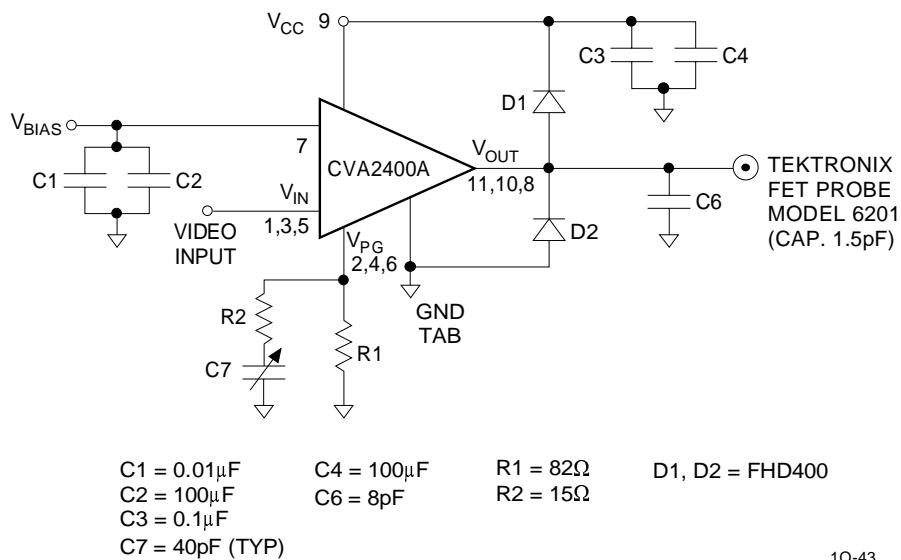 VCC 9
C3
C4
D1
VBIAS
7
VOUT
CVA2400A
11,10,8
TEKTRONIX
FET PROBE
MODEL 6201
(CAP. 1.5pF)
C1
C2
VIN
1,3,5
VIDEO
INPUT
C6
D2
VPG
2,4,6
GND
TAB
R2
R1
C7
C1 = 0.01µF
C2 = 100µF
C3 = 0.1µF
C7 = 40pF (TYP)
C4 = 100µF
C6 = 8pF
R1 = 82Ω
R2 = 15Ω
D1, D2 = FHD400
1Q-43